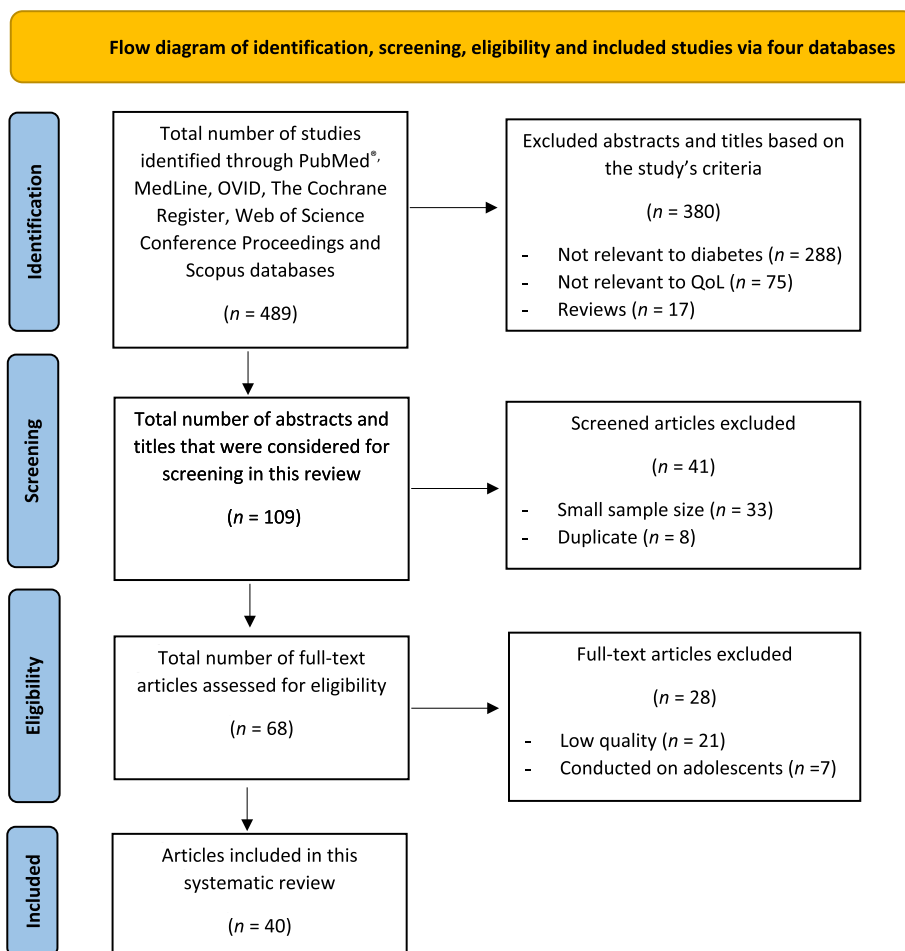 Flow diagram of identification, screening, eligibility and included studies via four databases
Identification
Total number of studies
identified through PubMed®,
MedLine, OVID, The Cochrane
Register, Web of Science
Conference Proceedings and
Scopus databases
(n = 489)
Excluded abstracts and titles based on
the study’s criteria
(n = 380)
- Not relevant to diabetes (n = 288)
- Not relevant to QoL (n = 75)
- Reviews (n = 17)
Screening
Total number of abstracts and
titles that were considered for
screening in this review
(n = 109)
Screened articles excluded
(n = 41)
- Small sample size (n = 33)
- Duplicate (n = 8)
Eligibility
Total number of full-text
articles assessed for eligibility
(n = 68)
Full-text articles excluded
(n = 28)
- Low quality (n = 21)
- Conducted on adolescents (n =7)
Included
Articles included in this
systematic review
(n = 40)